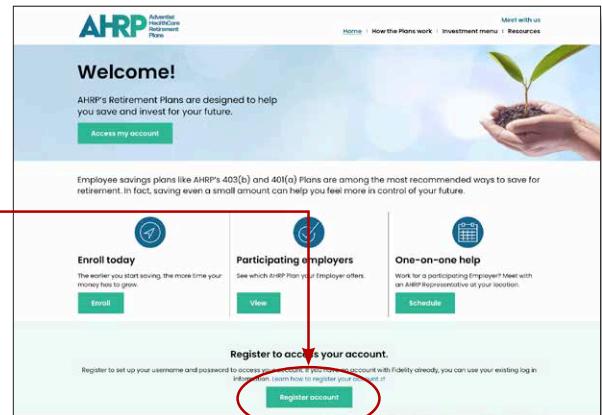 AHRP Adventist
HealthCare
Retirement
Plans
Meet with us
Home | How the Plans work | Investment menu | Resources
Welcome!
AHRP's Retirement Plans are designed to help
you save and invest for your future.
Access my account
Employee savings plans like AHRP's 403(b) and 401(a) Plans are among the most recommended ways to save for
retirement. In fact, saving even a small amount can help you feel more in control of your future.
Enroll today
The earlier you start saving, the more time your
money has to grow.
Enroll
Participating employers
See which AHRP Plan your Employer offers.
View
One-on-one help
Work for a participating Employer? Meet with
an AHRP Representative at your location.
Schedule
Register to access your account.
Register to set up your username and password to access your account. If you have an account with Fidelity already, you can use your existing log in
information. Learn how to register your account
Register account